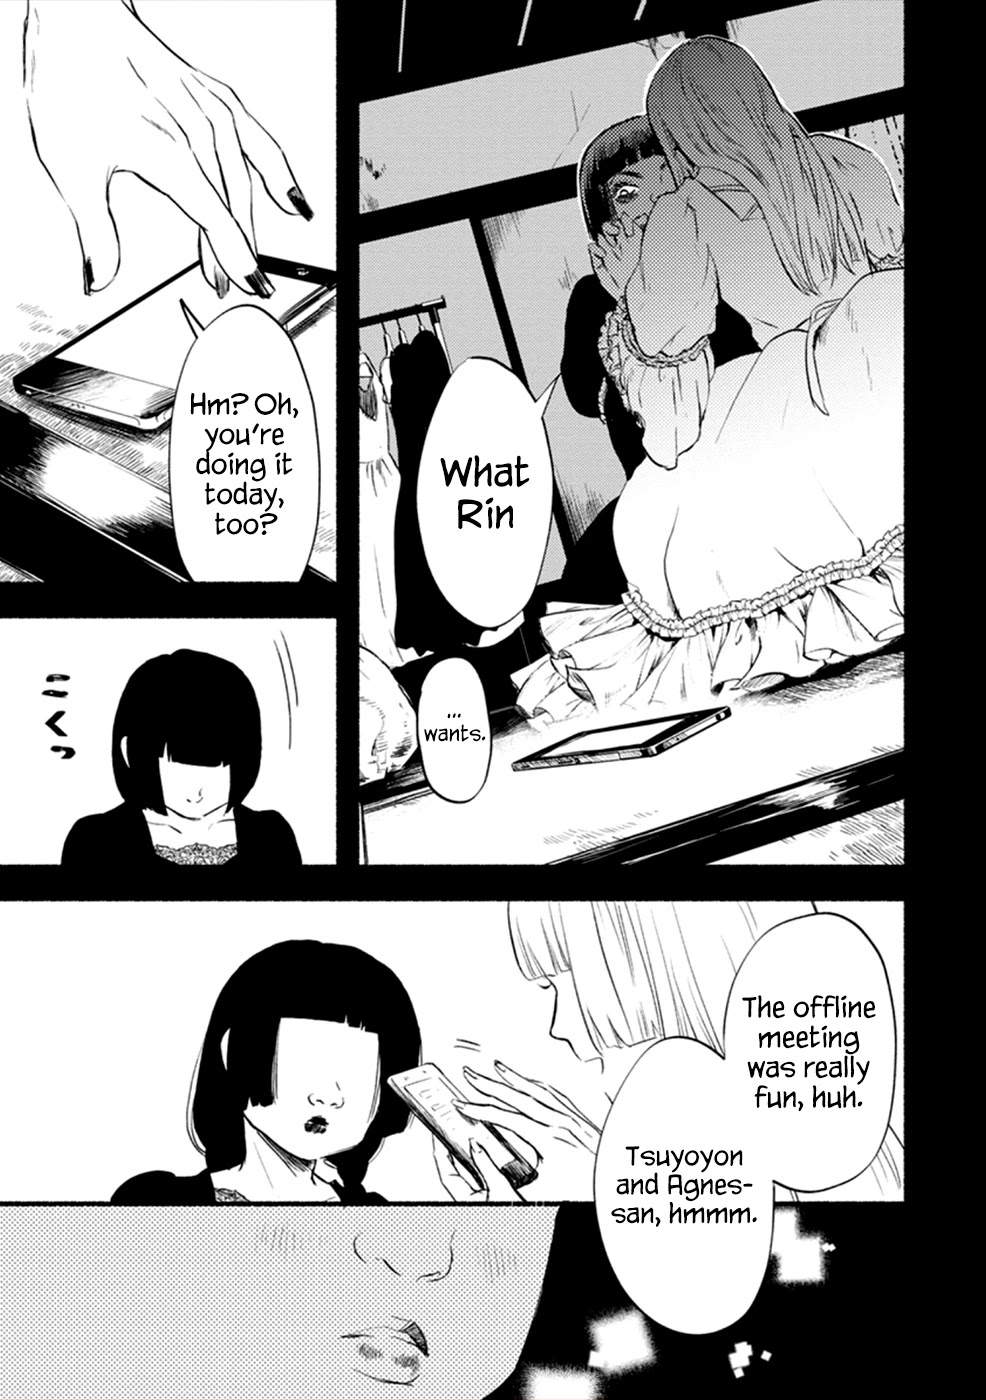 What
Rin
...
wants.
Hm? Oh,
you're
doing it
today,
too?
こくっ
The offline
meeting
was really
fun, huh.
Tsuyoyon
and Agnes-
san, hmmm.